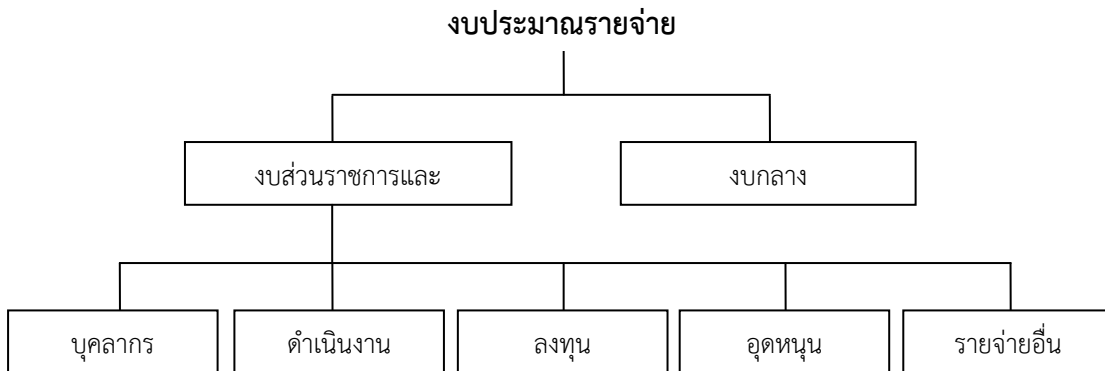 งบประมาณรายจ่าย
งบส่วนราชการและ
งบกลาง
บุคลากร
ดำเนินงาน
ลงทุน
อุดหนุน
รายจ่ายอื่น